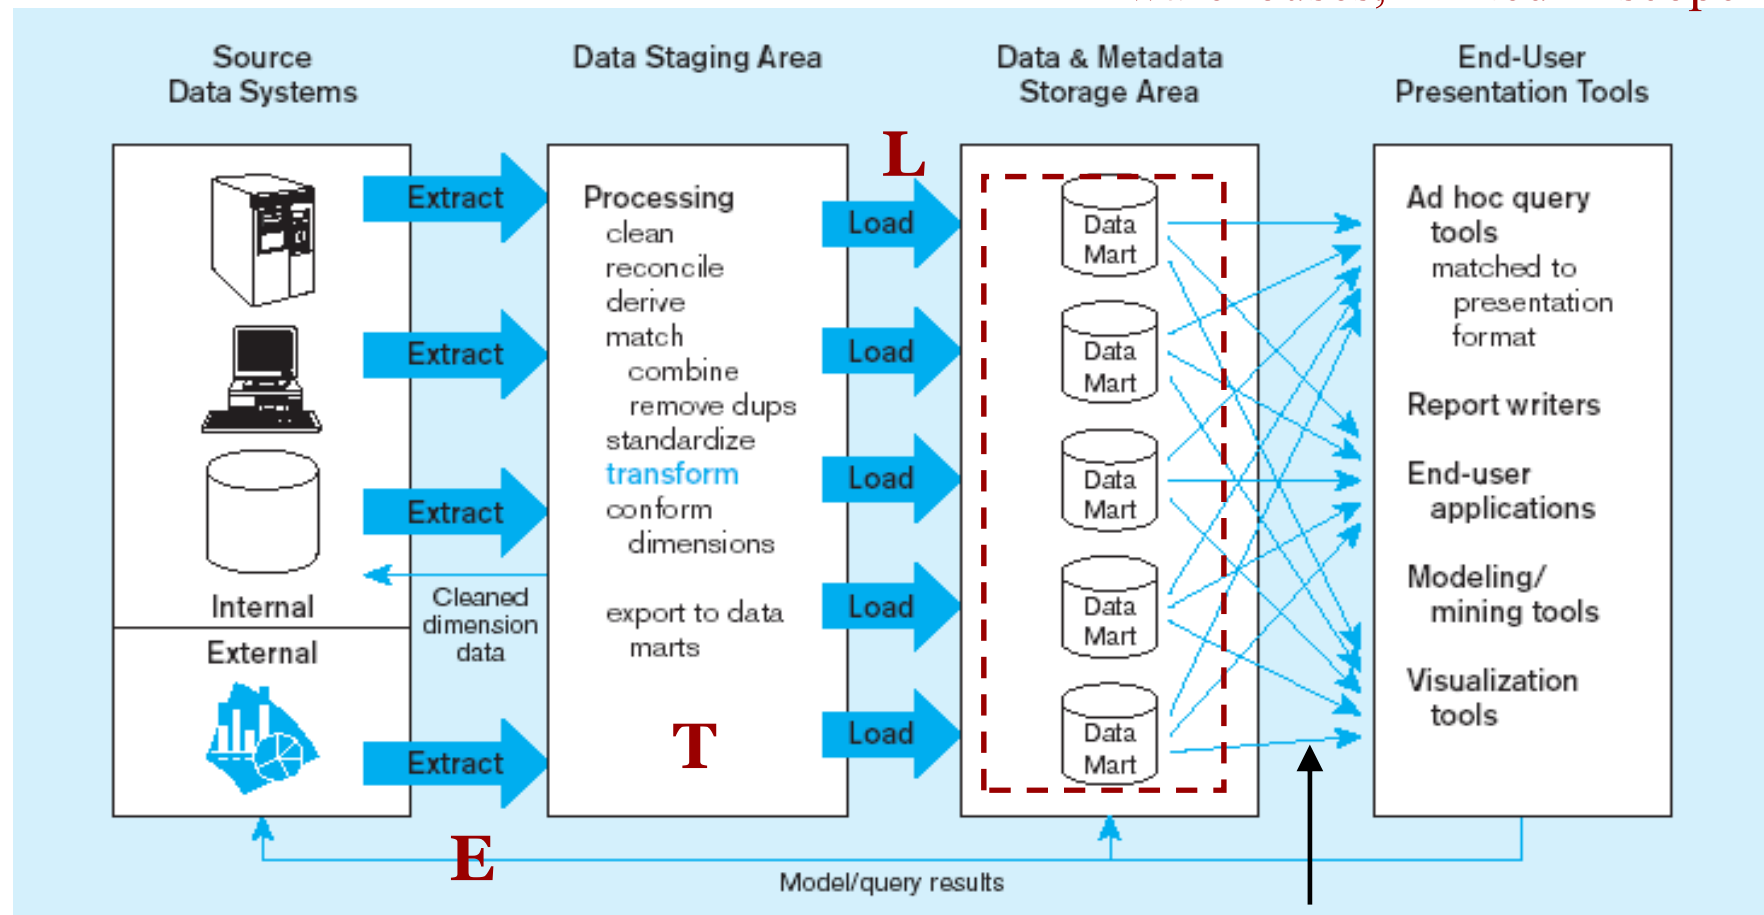 Source
Data Systems
Data Staging Area
Data & Metadata
Storage Area
End-User
Presentation Tools
Extract
Extract
Extract
Internal
Cleaned
dimension
data
External
Extract
E
Processing
clean
reconcile
derive
match
combine
remove dups
standardize
transform
conform
dimensions
export to data
marts
T
L
Load
Load
Load
Load
Load
Data
Mart
Data
Mart
Data
Mart
Data
Mart
Data
Mart
Ad hoc query
tools
matched to
presentation
format
Report writers
End-user
applications
Modeling/
mining tools
Visualization
tools
Model/query results